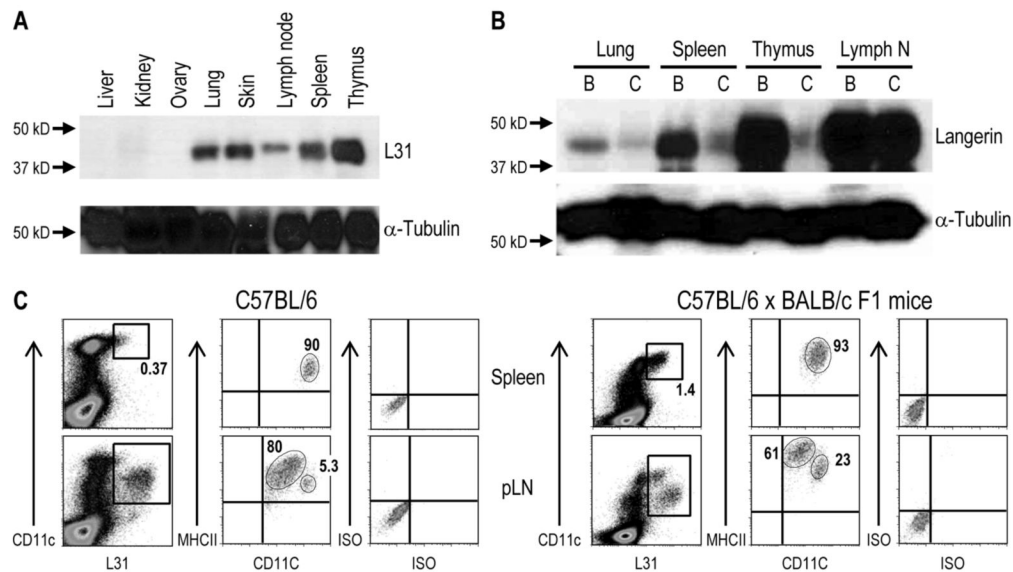 A
Liver
Kidney
Ovary
Lung
Skin
Lymph node
Spleen
Thymus
50 kD
37 kD
L31
50 kD
α-Tubulin
B
Lung Spleen Thymus Lymph N
B C B C B C B C
50 kD
37 kD
Langerin
50 kD
α-Tubulin
C
C57BL/6
C57BL/6 x BALB/c F1 mice
0.37
90
Spleen
1.4
93
80
5.3
pLN
61
23
CD11c
MHCII
ISO
CD11c
MHCII
ISO
L31 CD11C ISO
L31 CD11C ISO